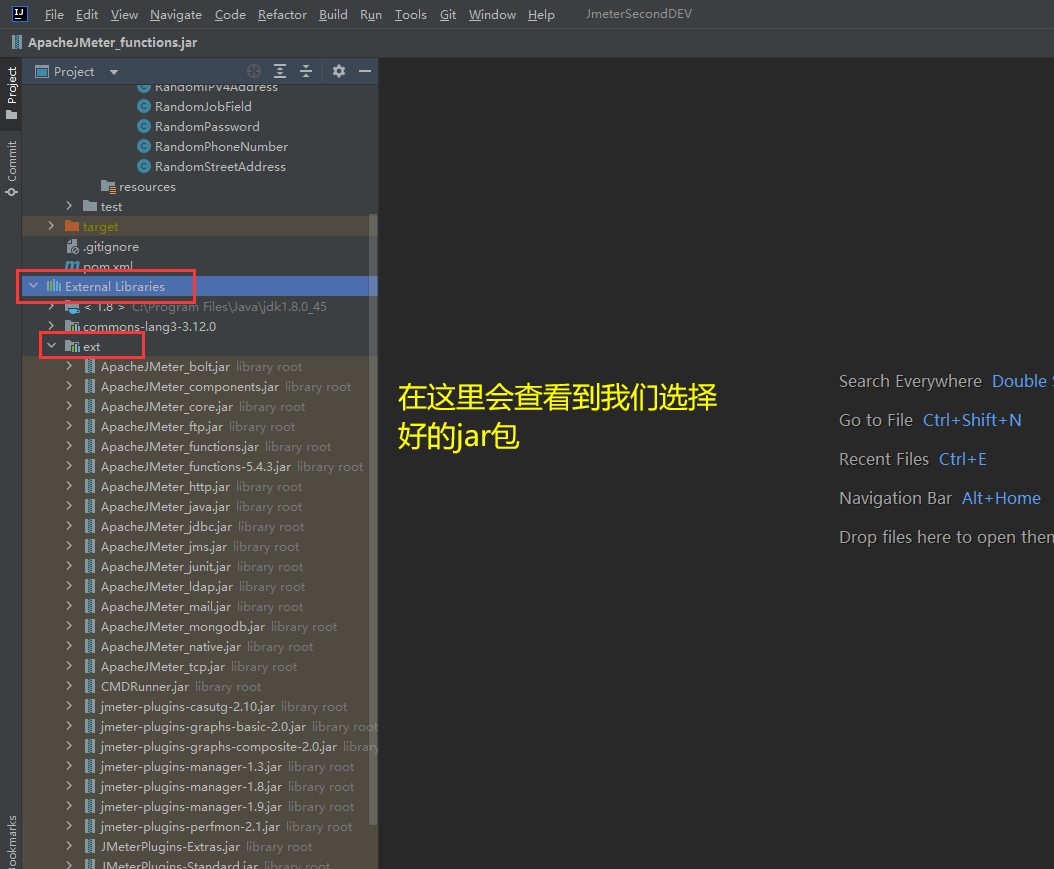 IJ File Edit View Navigate Code Refactor Build Run Tools Git Window Help JmeterSecondDEV
ApacheJMeter_functions.jar
Project
Project
Commit
Bookmarks
RandomIPV4Address
RandomJobField
RandomPassword
RandomPhoneNumber
RandomStreetAddress
resources
test
target
.gitignore
pom.xml
External Libraries
< 1.8 > C:\Program Files\Java\jdk1.8.0_45
commons-lang3-3.12.0
ext
ApacheJMeter_bolt.jar library root
ApacheJMeter_components.jar library root
ApacheJMeter_core.jar library root
ApacheJMeter_ftp.jar library root
ApacheJMeter_functions.jar library root
ApacheJMeter_functions-5.4.3.jar library root
ApacheJMeter_http.jar library root
ApacheJMeter_java.jar library root
ApacheJMeter_jdbc.jar library root
ApacheJMeter_jms.jar library root
ApacheJMeter_junit.jar library root
ApacheJMeter_ldap.jar library root
ApacheJMeter_mail.jar library root
ApacheJMeter_mongodb.jar library root
ApacheJMeter_native.jar library root
ApacheJMeter_tcp.jar library root
CMDRunner.jar library root
jmeter-plugins-casutg-2.10.jar library root
jmeter-plugins-graphs-basic-2.0.jar library root
jmeter-plugins-graphs-composite-2.0.jar library
jmeter-plugins-manager-1.3.jar library root
jmeter-plugins-manager-1.8.jar library root
jmeter-plugins-manager-1.9.jar library root
jmeter-plugins-perfmon-2.1.jar library root
JMeterPlugins-Extras.jar library root
JMeterPlugins-Standard.jar library root
在这里会查看到我们选择
好的jar包
Search Everywhere Double S
Go to File Ctrl+Shift+N
Recent Files Ctrl+E
Navigation Bar Alt+Home
Drop files here to open then